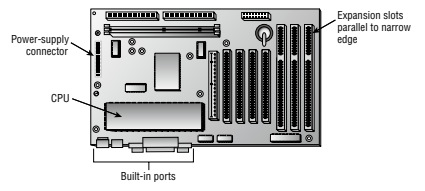 Expansion slots
parallel to narrow
edge
Power-supply
connector
CPU
Built-in ports